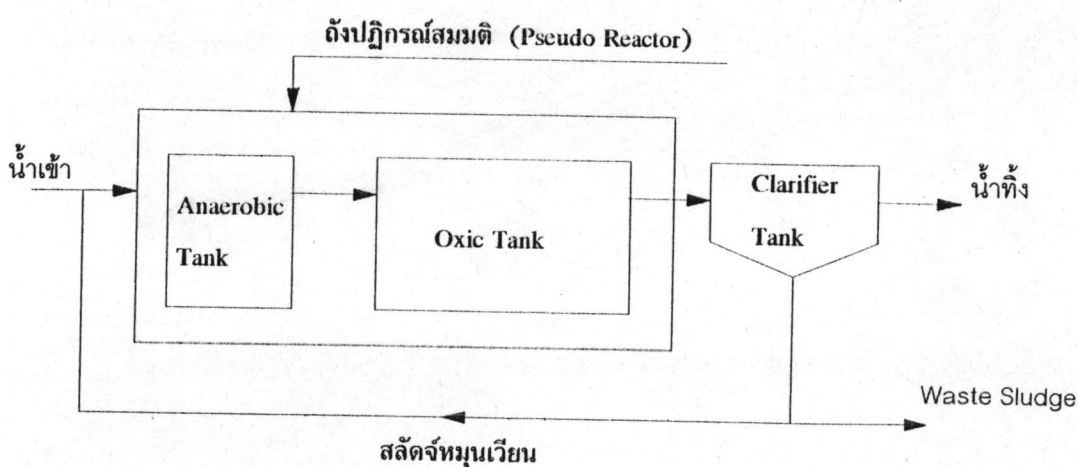 ถังปฏิกรณ์สมมติ (Pseudo Reactor)
น้ำเข้า
Anaerobic
Tank
Oxic Tank
Clarifier
Tank
น้ำทิ้ง
Waste Sludge
สลัดจ์หมุนเวียน